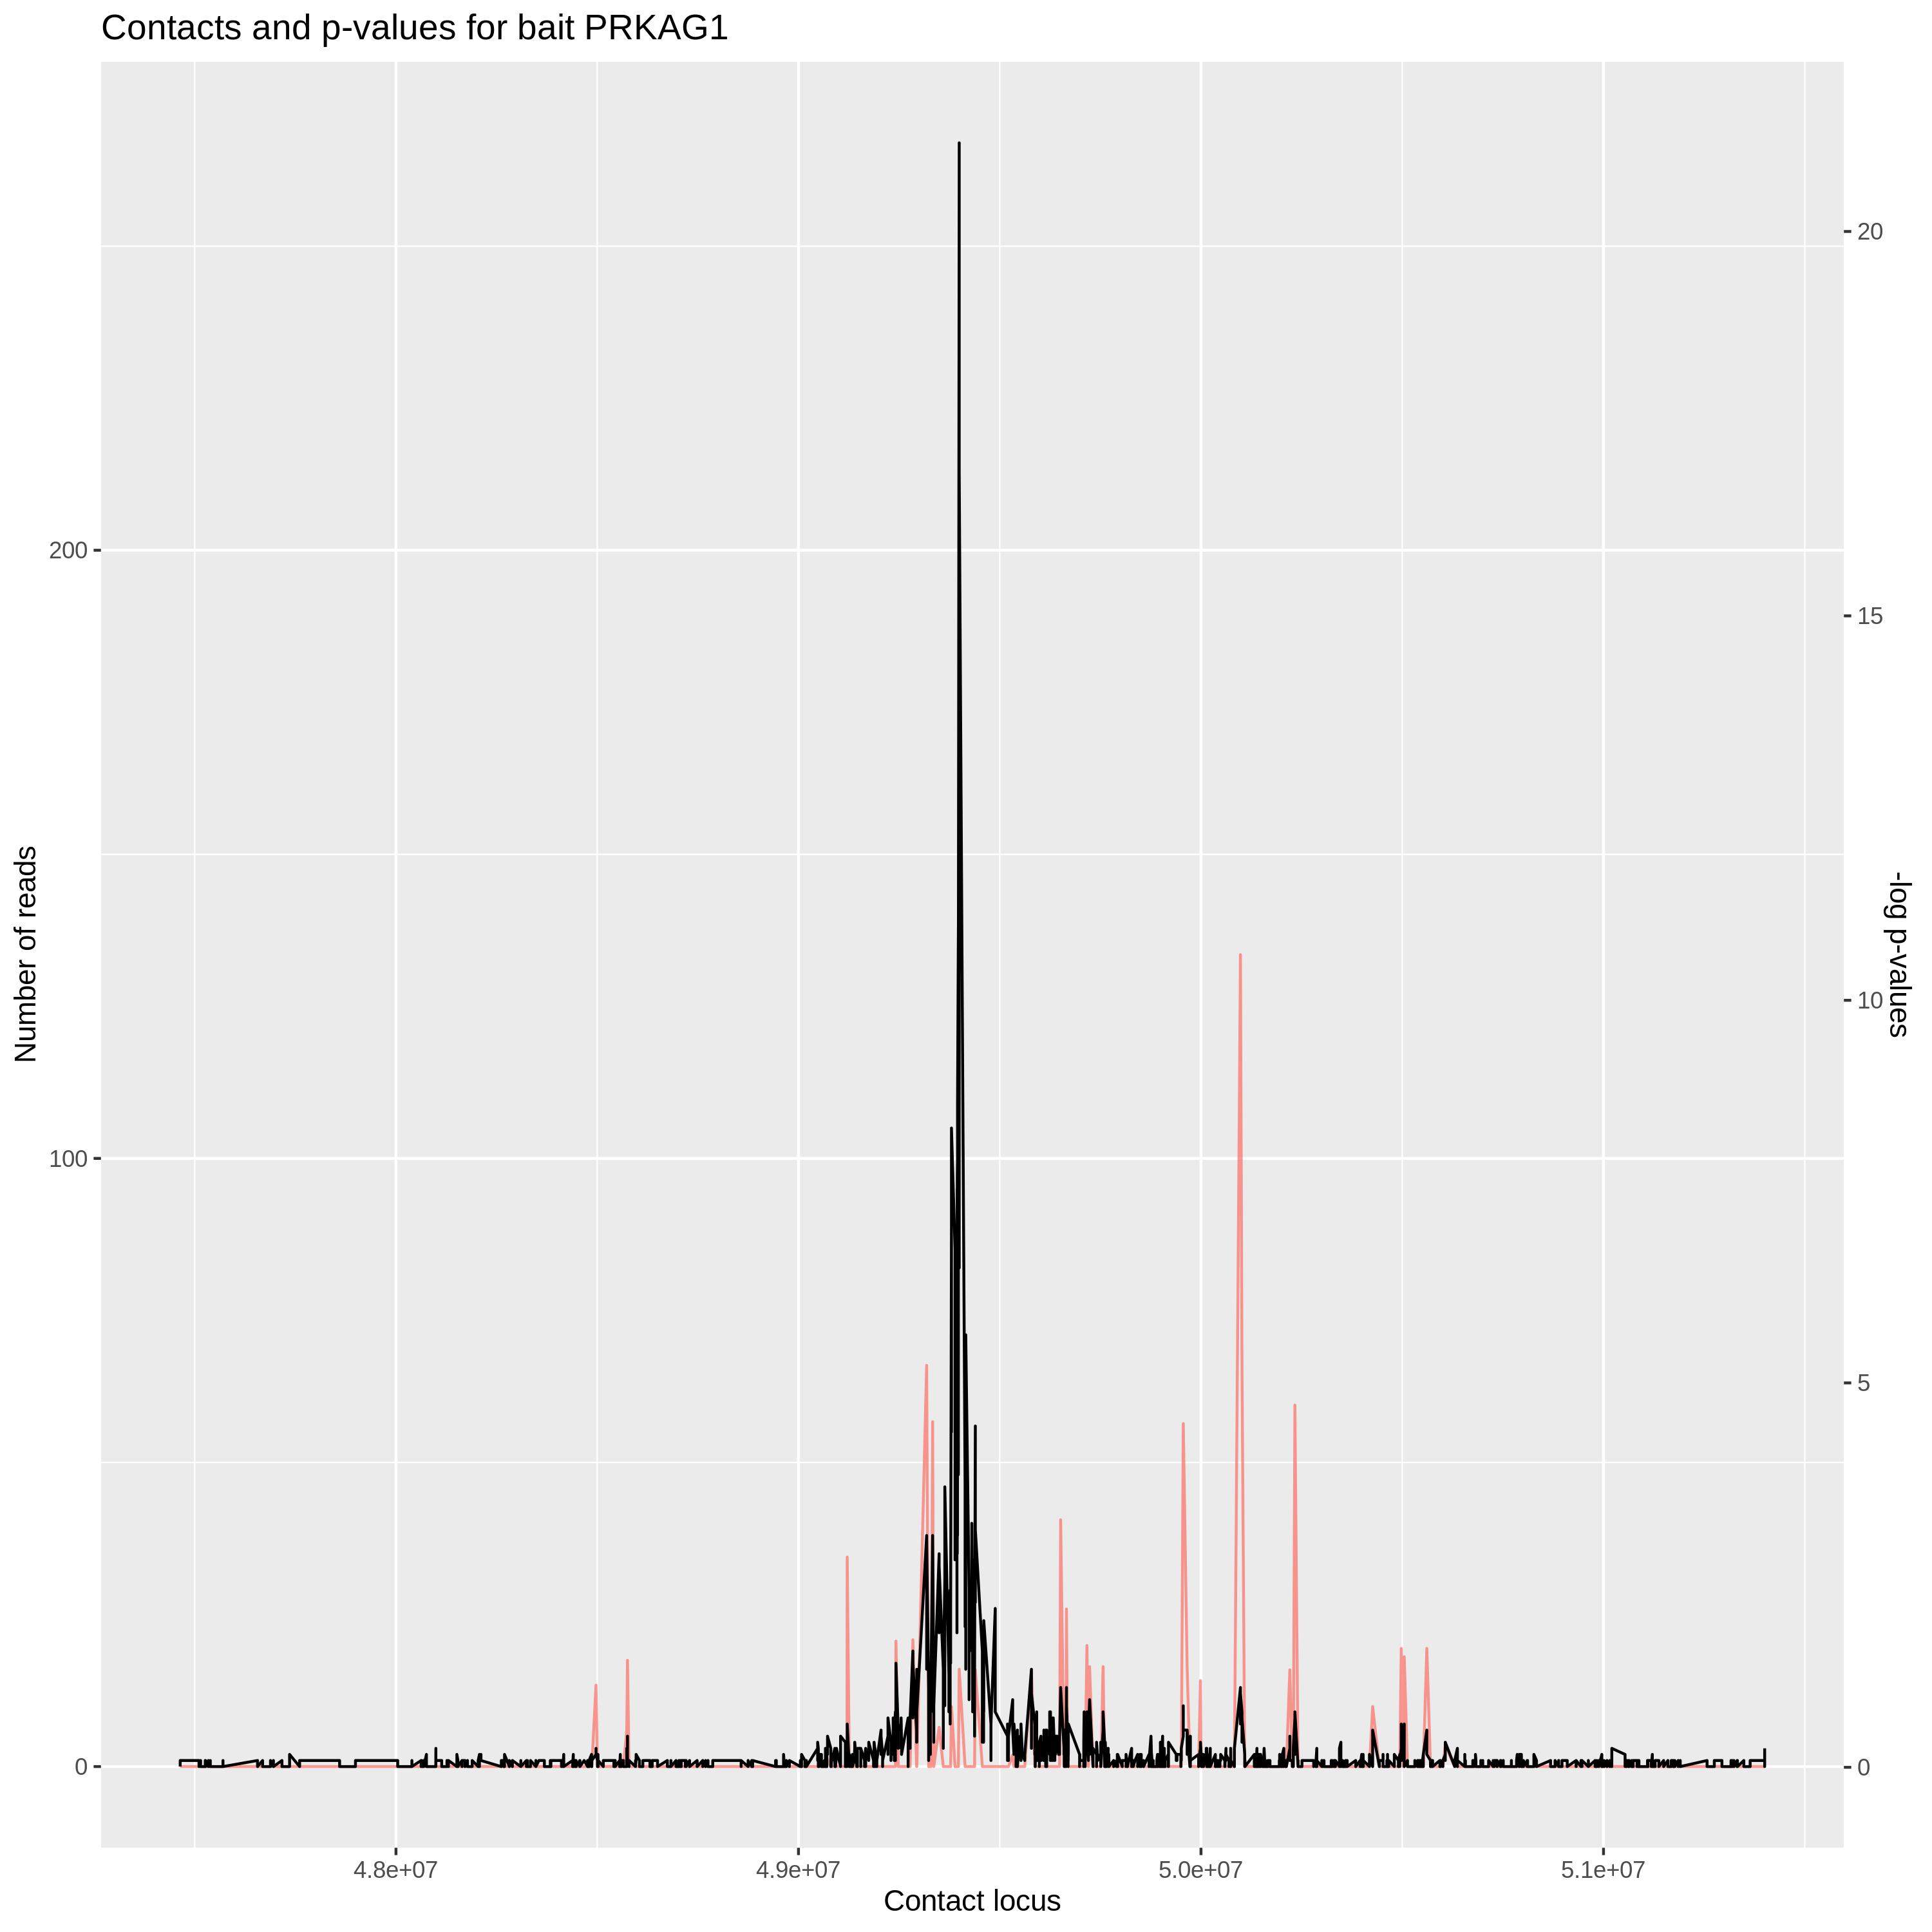 Contacts and p-values for bait PRKAG1
Number of reads
200
100
0
20
15
10
5
0
-log p-values
4.8e+07
4.9e+07
5.0e+07
5.1e+07
Contact locus